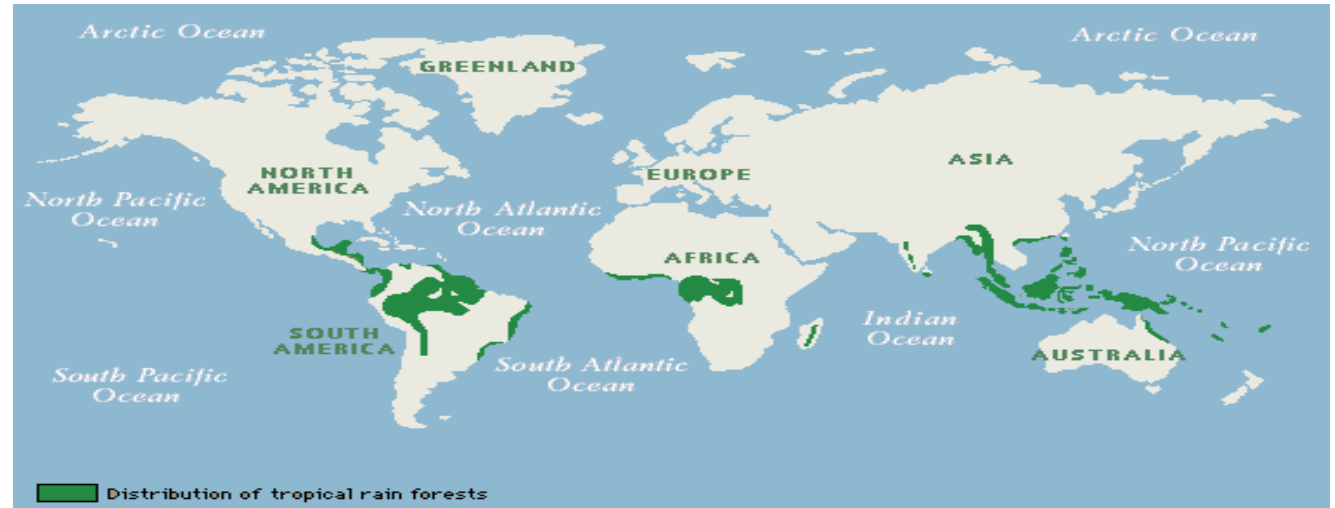 Arctic Ocean
Arctic Ocean
GREENLAND
ASIA
NORTH
AMERICA
EUROPE
North Pacific
Ocean
North Atlantic
Ocean
North Pacific
Ocean
AFRICA
Indian
Ocean
SOUTH
AMERICA
AUSTRALIA
South Atlantic
Ocean
South Pacific
Ocean
Distribution of tropical rain forests